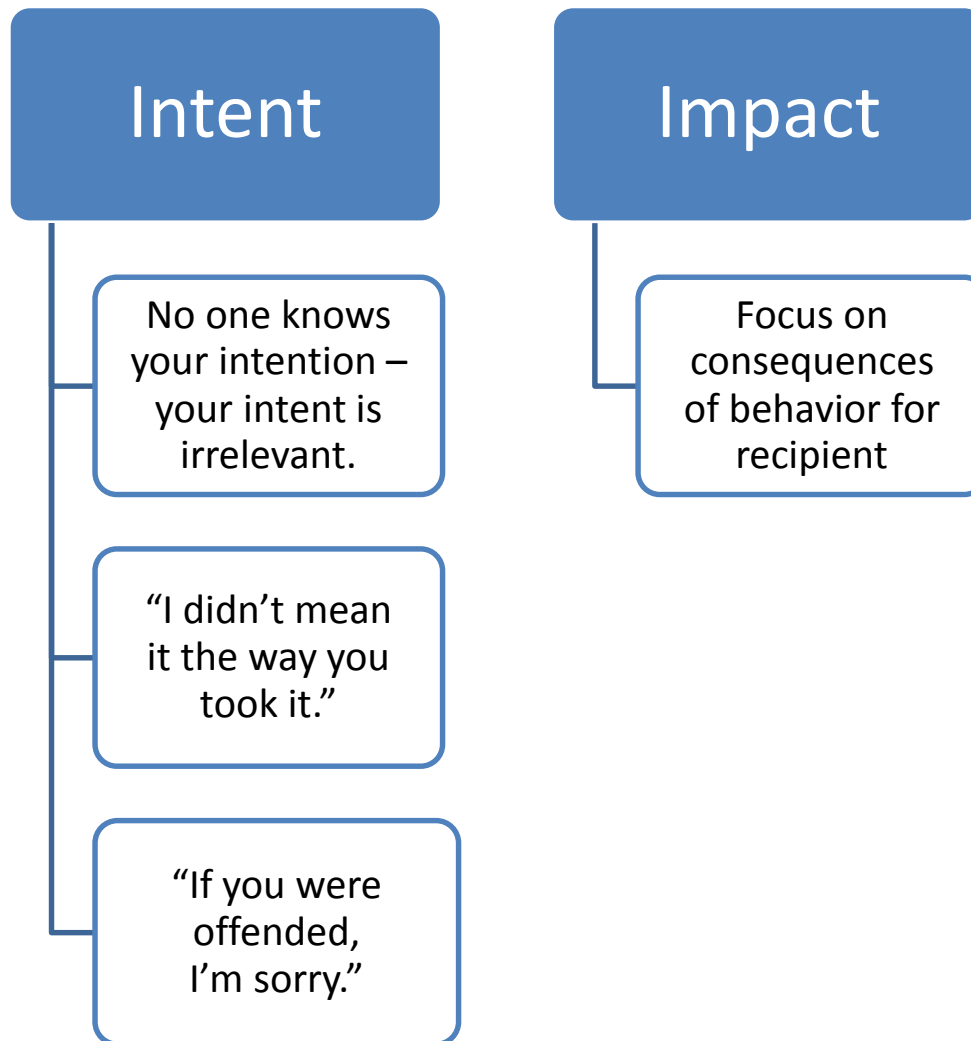 Intent
No one knows
your intention –
your intent is
irrelevant.
“I didn’t mean
it the way you
took it.”
“If you were
offended,
I’m sorry.”
Impact
Focus on
consequences
of behavior for
recipient